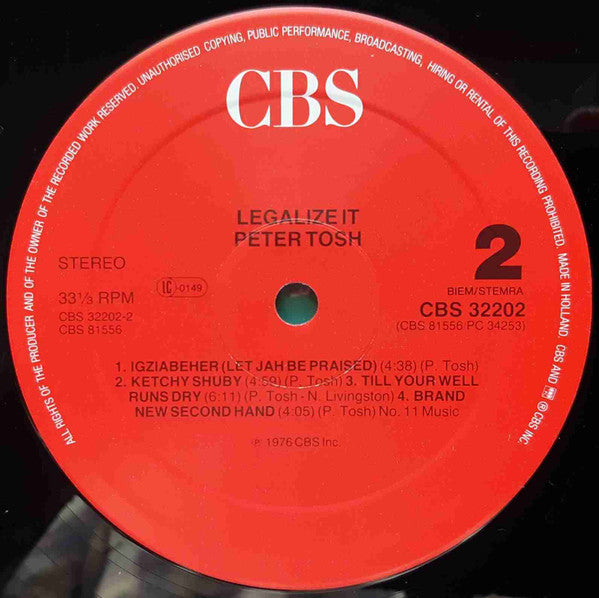 ALL RIGHTS OF THE PRODUCER AND OF THE OWNER OF THE RECORDED WORK RESERVED. UNAUTHORISED COPYING, PUBLIC PERFORMANCE, BROADCASTING, HIRING OR RENTAL OF THIS RECORDING PROHIBITED. MADE IN HOLLAND. CBS AND ® © CBS INC.
CBS
LEGALIZE IT
PETER TOSH
2
STEREO
BIEM/STEMRA
33⅓ RPM
LC-0149
CBS 32202
CBS 32202-2
(CBS 81556 PC 34253)
CBS 81556
1. IGZIABEHER (LET JAH BE PRAISED) (4:38) (P. Tosh)
2. KETCHY SHUBY (4:59) (P. Tosh) 3. TILL YOUR WELL
RUNS DRY (6:11) (P. Tosh - N. Livingston) 4. BRAND
NEW SECOND HAND (4:05) (P. Tosh) No. 11 Music
℗ 1976 CBS Inc.